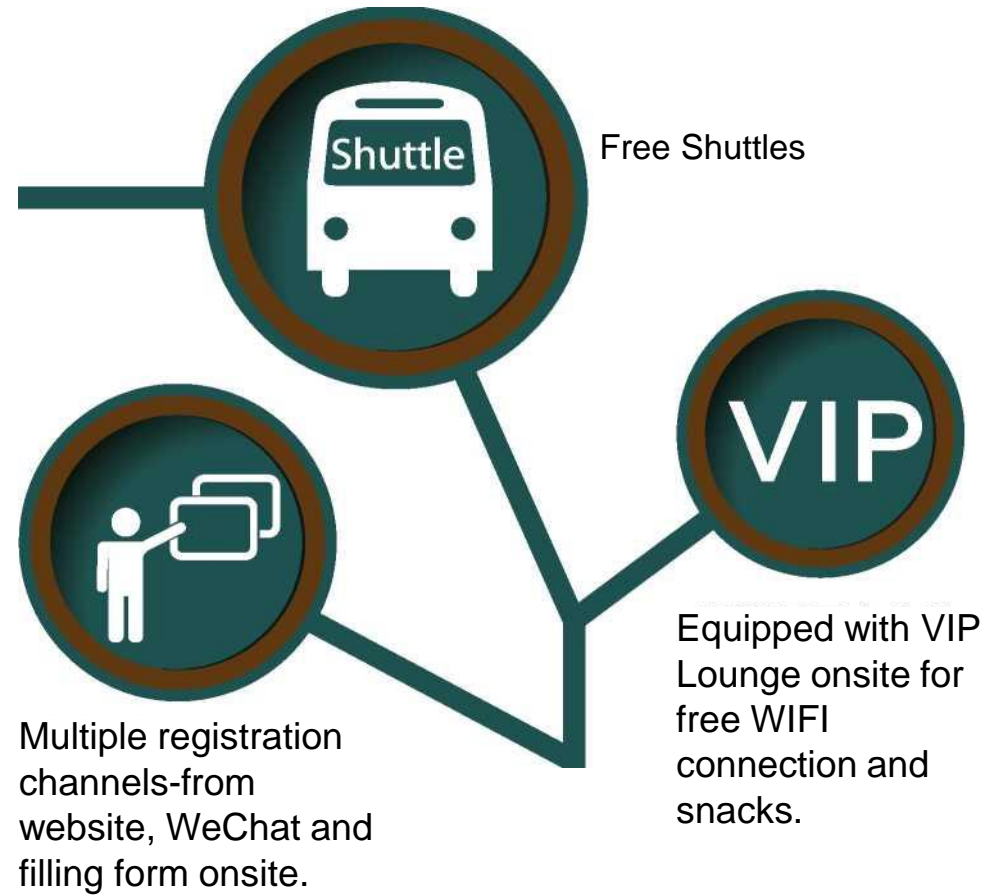 Shuttle
Free Shuttles
VIP
Equipped with VIP
Lounge onsite for
free WIFI
connection and
snacks.
Multiple registration
channels-from
website, WeChat and
filling form onsite.